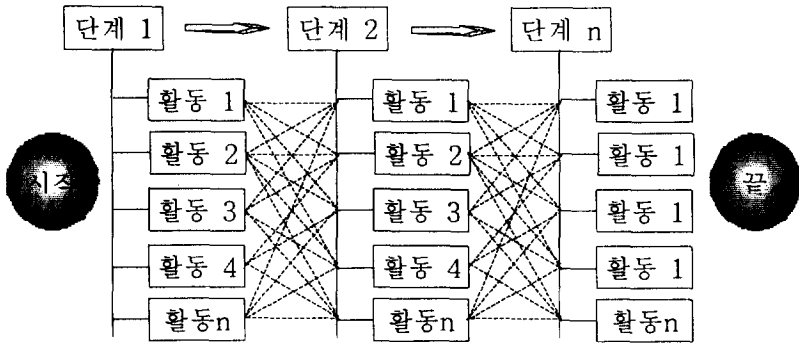 단계 1 단계 2 단계 n
활동 1 활동 1 활동 1
활동 2 활동 2 활동 1
시작 끝
활동 3 활동 3 활동 1
활동 4 활동 4 활동 1
활동n 활동n 활동n